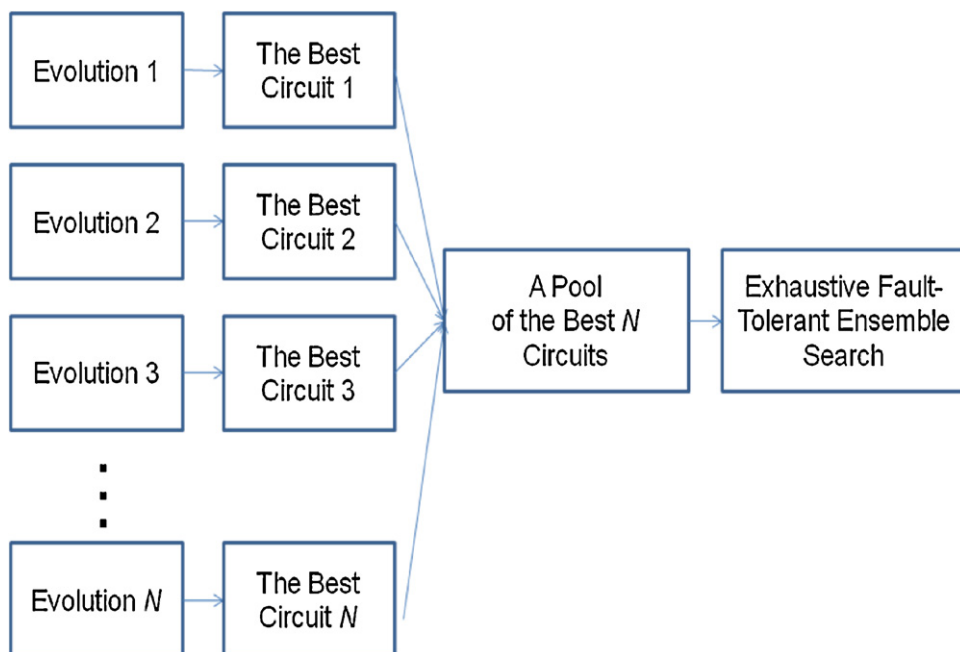 Evolution 1
The Best
Circuit 1
Evolution 2
The Best
Circuit 2
Evolution 3
The Best
Circuit 3
Evolution N
The Best
Circuit N
A Pool
of the Best N
Circuits
Exhaustive Fault-
Tolerant Ensemble
Search